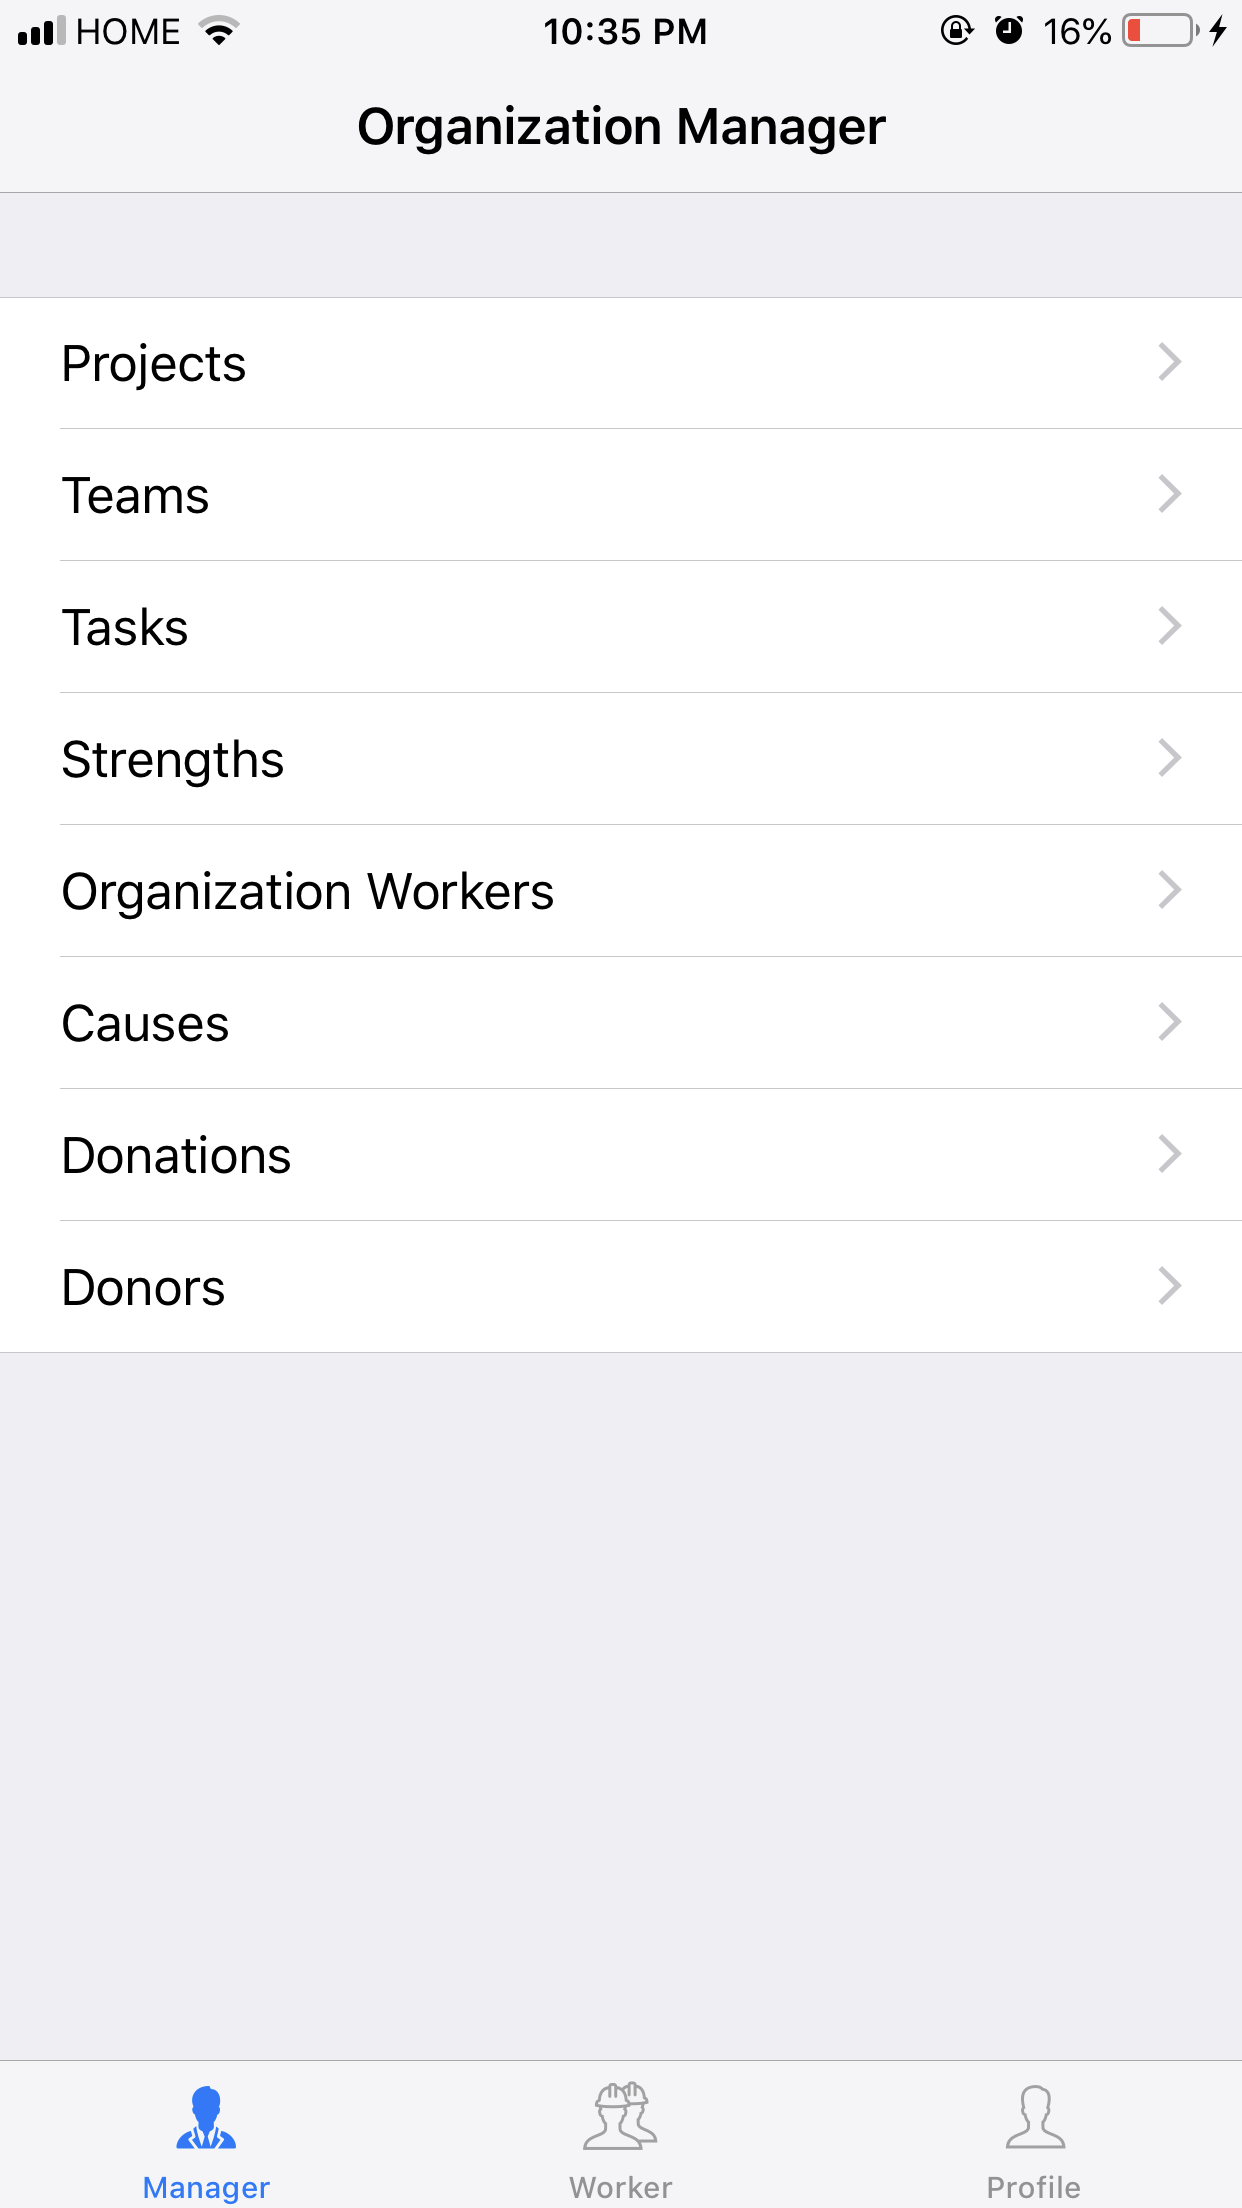 HOME 10:35 PM 16%
Organization Manager
Projects
Teams
Tasks
Strengths
Organization Workers
Causes
Donations
Donors
Manager Worker Profile